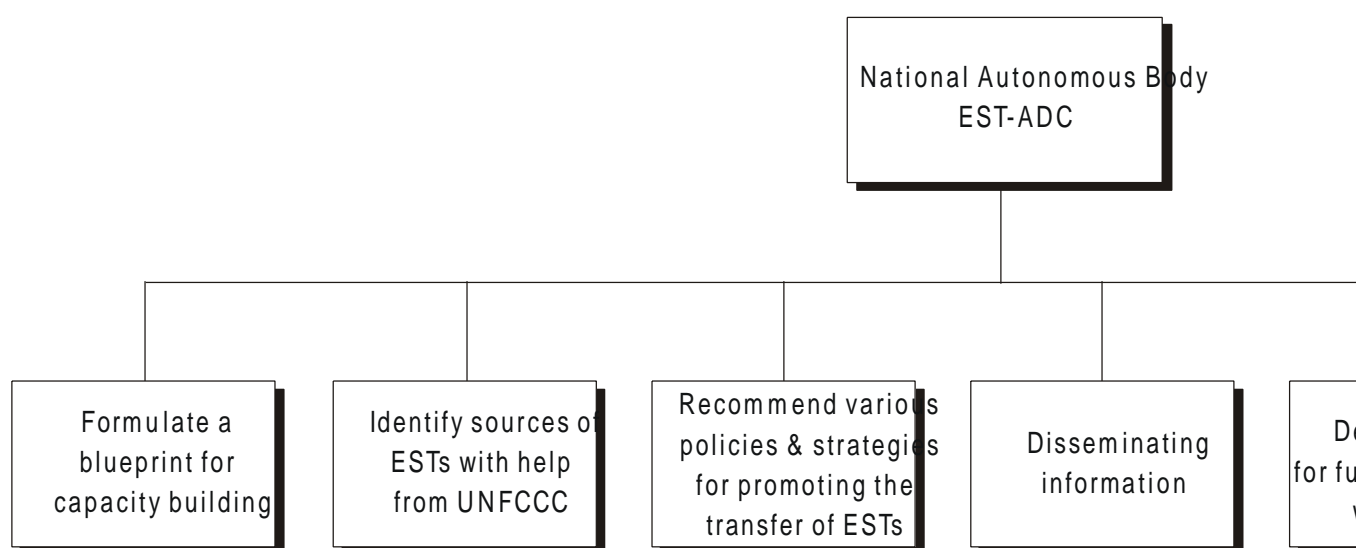 National Autonomous Body
EST-ADC
Formulate a
blueprint for
capacity building
Identify sources of
ESTs with help
from UNFCCC
Recommend various
policies & strategies
for promoting the
transfer of ESTs
Disseminating
information
for